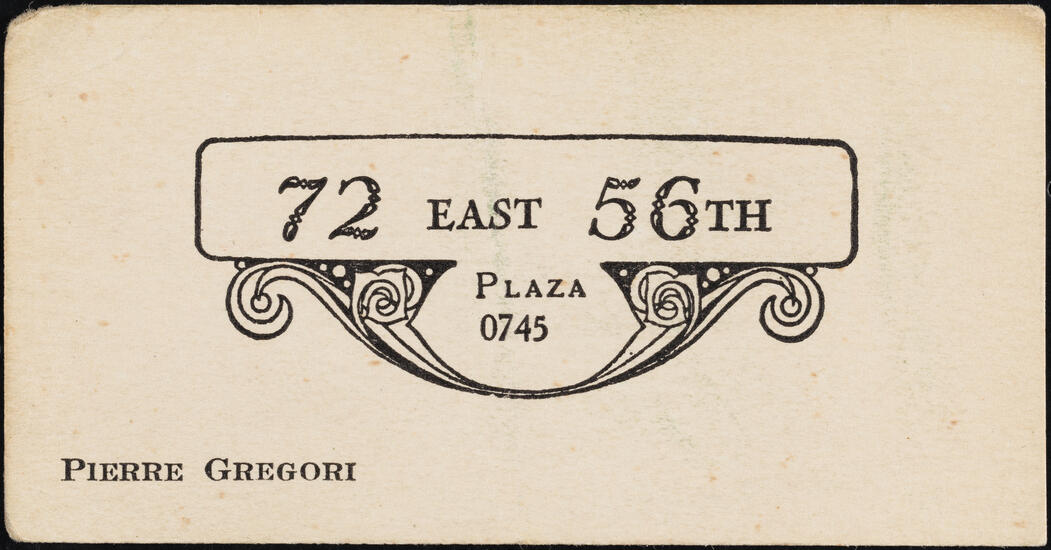 72 EAST 56TH
PLAZA
0745
PIERRE GREGORI